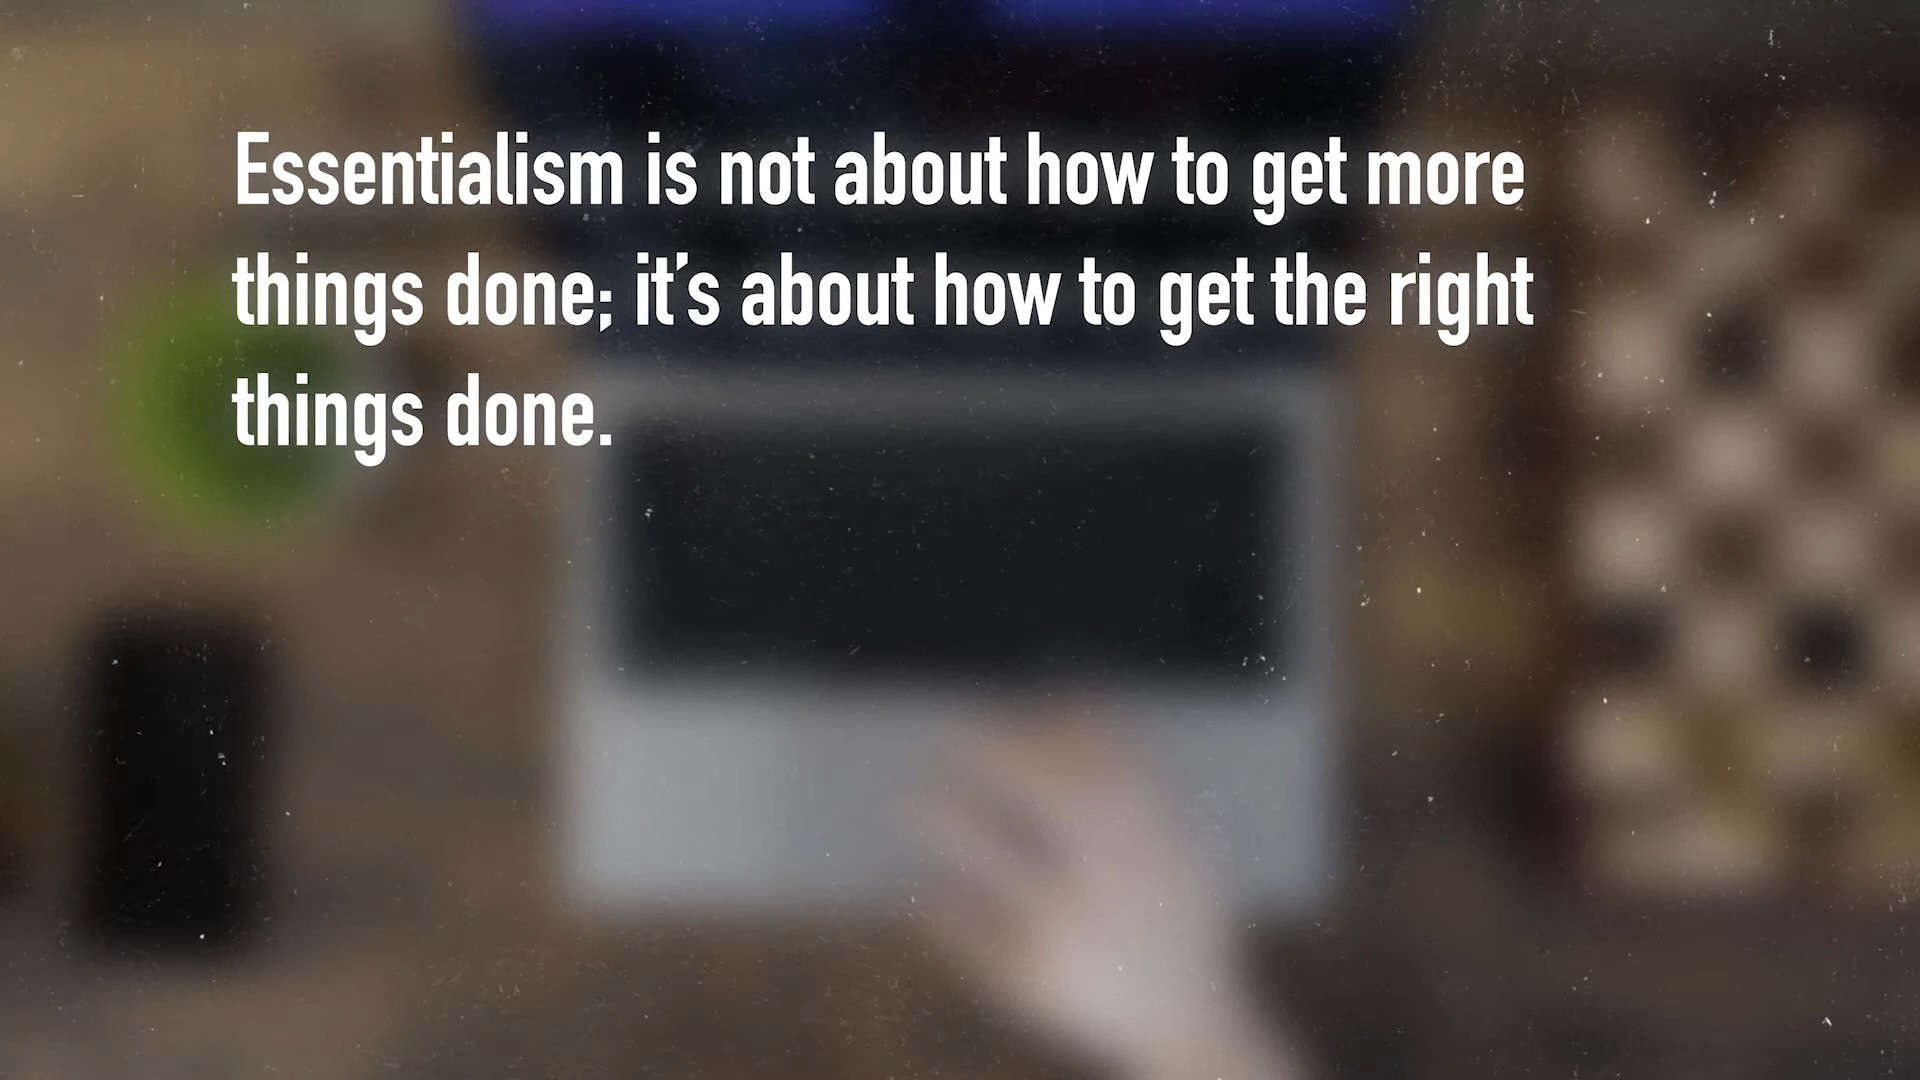 Essentialism is not about how to get more
things done; it's about how to get the right
things done.